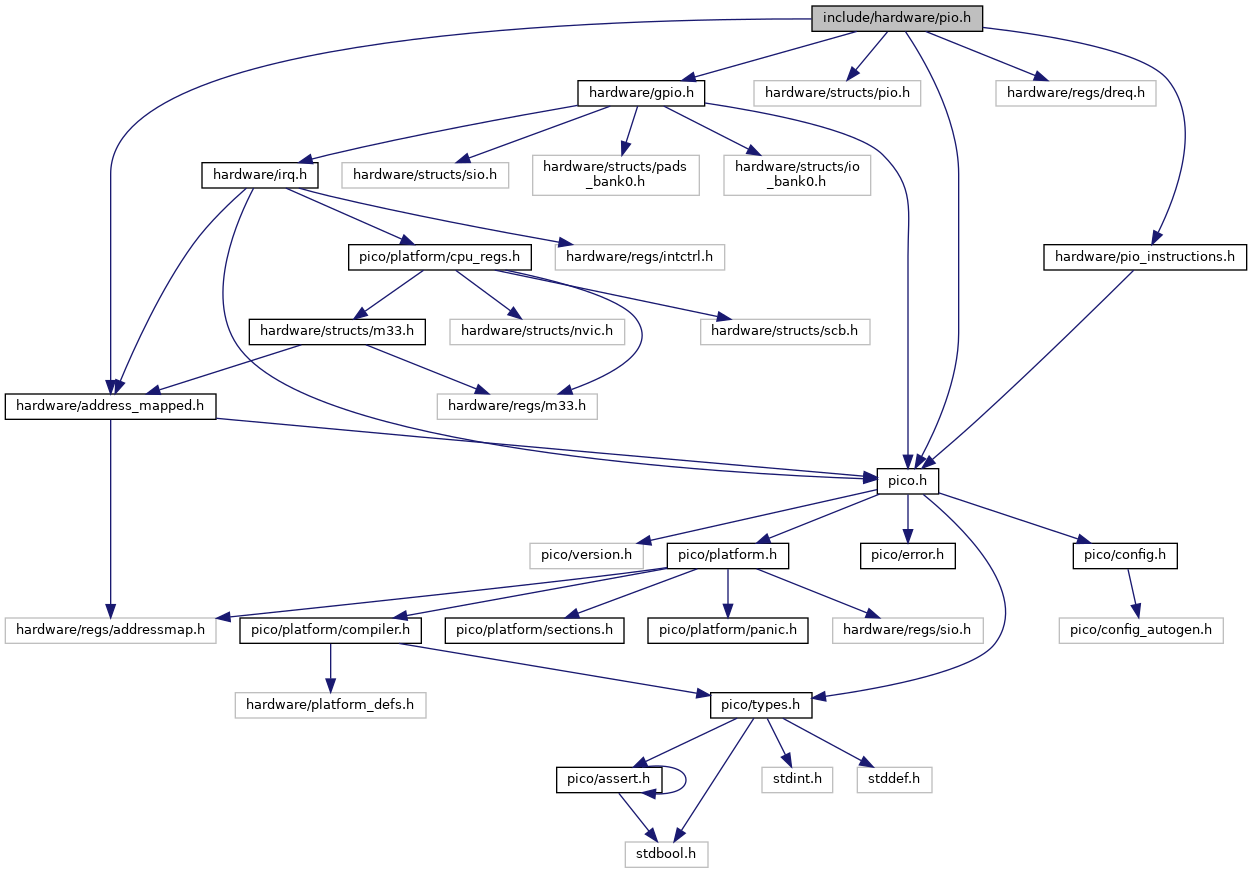 include/hardware/pio.h
hardware/gpio.h
hardware/structs/pio.h
hardware/regs/dreq.h
hardware/irq.h
hardware/structs/sio.h
hardware/structs/pads
_bank0.h
hardware/structs/io
_bank0.h
pico/platform/cpu_regs.h
hardware/regs/intctrl.h
hardware/pio_instructions.h
hardware/structs/m33.h
hardware/structs/nvic.h
hardware/structs/scb.h
hardware/address_mapped.h
hardware/regs/m33.h
pico.h
pico/version.h
pico/platform.h
pico/error.h
pico/config.h
hardware/regs/addressmap.h
pico/platform/compiler.h
pico/platform/sections.h
pico/platform/panic.h
hardware/regs/sio.h
pico/config_autogen.h
hardware/platform_defs.h
pico/types.h
pico/assert.h
stdint.h
stddef.h
stdbool.h